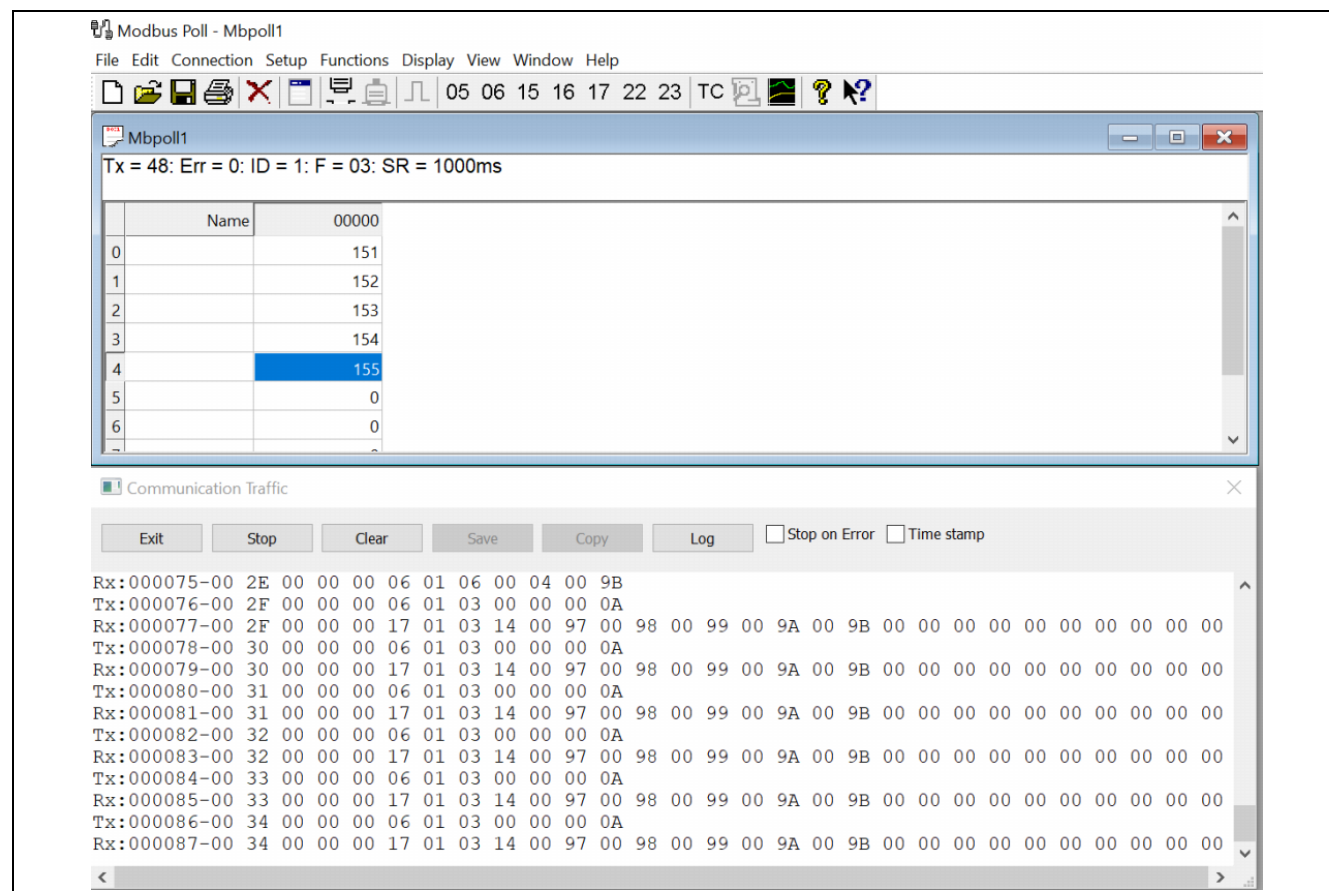 Modbus Poll - Mbpoll1
File Edit Connection Setup Functions Display View Window Help
05 06 15 16 17 22 23 TC
Mbpoll1
Tx = 48: Err = 0: ID = 1: F = 03: SR = 1000ms
Name 00000
0 151
1 152
2 153
3 154
4 155
5 0
6 0
Communication Traffic
Exit Stop Clear Save Copy Log Stop on Error Time stamp
Rx:000075-00 2E 00 00 00 06 01 06 00 04 00 9B
Tx:000076-00 2F 00 00 00 06 01 03 00 00 00 0A
Rx:000077-00 2F 00 00 00 17 01 03 14 00 97 00 98 00 99 00 9A 00 9B 00 00 00 00 00 00 00 00 00 00
Tx:000078-00 30 00 00 00 06 01 03 00 00 00 0A
Rx:000079-00 30 00 00 00 17 01 03 14 00 97 00 98 00 99 00 9A 00 9B 00 00 00 00 00 00 00 00 00 00
Tx:000080-00 31 00 00 00 06 01 03 00 00 00 0A
Rx:000081-00 31 00 00 00 17 01 03 14 00 97 00 98 00 99 00 9A 00 9B 00 00 00 00 00 00 00 00 00 00
Tx:000082-00 32 00 00 00 06 01 03 00 00 00 0A
Rx:000083-00 32 00 00 00 17 01 03 14 00 97 00 98 00 99 00 9A 00 9B 00 00 00 00 00 00 00 00 00 00
Tx:000084-00 33 00 00 00 06 01 03 00 00 00 0A
Rx:000085-00 33 00 00 00 17 01 03 14 00 97 00 98 00 99 00 9A 00 9B 00 00 00 00 00 00 00 00 00 00
Tx:000086-00 34 00 00 00 06 01 03 00 00 00 0A
Rx:000087-00 34 00 00 00 17 01 03 14 00 97 00 98 00 99 00 9A 00 9B 00 00 00 00 00 00 00 00 00 00